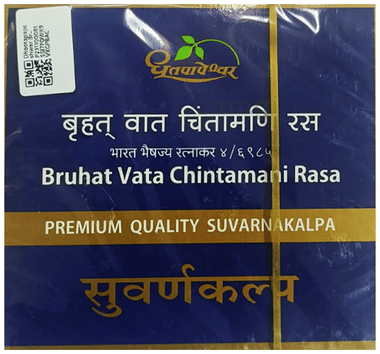 धूतपापेश्वर
बृहत् वात चिंतामणि रस
भारत भैषज्य रत्नाकर ४/६९८५
Bruhat Vata Chintamani Rasa
PREMIUM QUALITY SUVARNAKALPA
सुवर्णकल्प